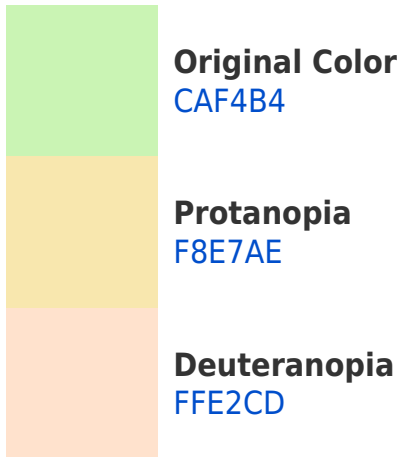 Original Color
CAF4B4
Protanopia
F8E7AE
Deuteranopia
FFE2CD